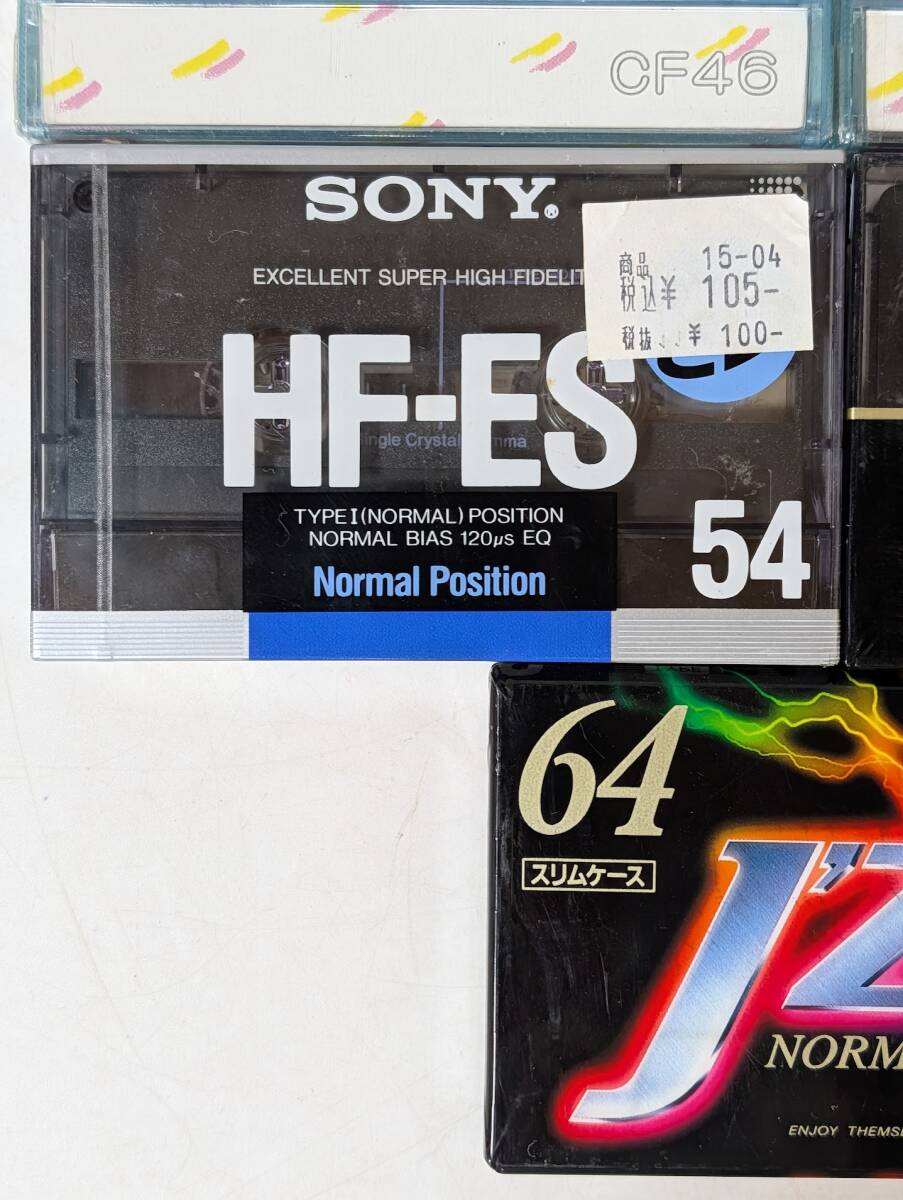 CF46
SONY®
EXCELLENT SUPER HIGH FIDELIT
商品 15-04
税込¥ 105-
税抜 ¥ 100-
HF-ES
TYPE I (NORMAL) POSITION
NORMAL BIAS 120μs EQ
Normal Position
54
64
スリムケース
J'Z
NORM
ENJOY THEMSE